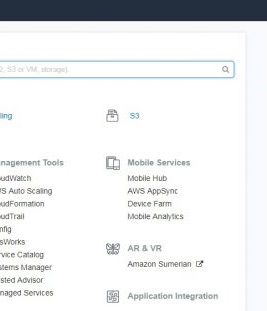 2, S3 or VM, storage)
S3
Mobile Services
Mobile Hub
AWS AppSync
Device Farm
Mobile Analytics
AR & VR
Amazon Sumerian
Application Integration
ling
nagement Tools
udWatch
S Auto Scaling
udFormation
udTrail
nfig
sWorks
vice Catalog
stems Manager
sted Advisor
naged Services